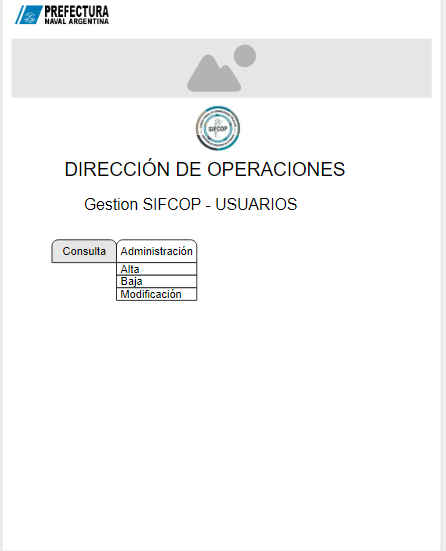 PREFECTURA
NAVAL ARGENTINA
SIFCOP
DIRECCIÓN DE OPERACIONES
Gestion SIFCOP - USUARIOS
Consulta
Administración
Alta
Baja
Modificación